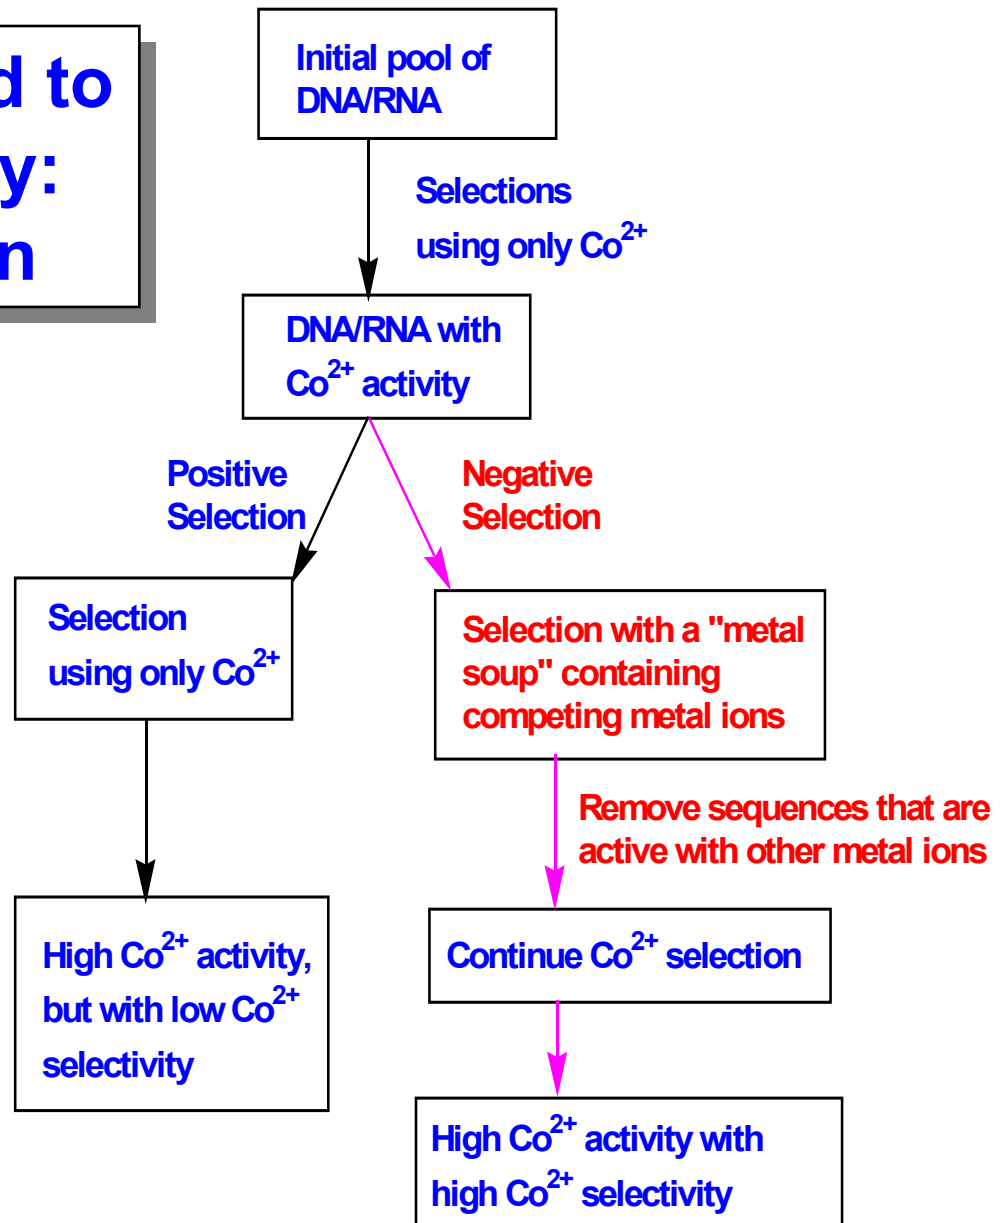 d to
y:
n
Initial pool of
DNA/RNA
Selections
using only Co²⁺
DNA/RNA with
Co²⁺ activity
Positive
Selection
Negative
Selection
Selection
using only Co²⁺
Selection with a "metal
soup" containing
competing metal ions
Remove sequences that are
active with other metal ions
High Co²⁺ activity,
but with low Co²⁺
selectivity
Continue Co²⁺ selection
High Co²⁺ activity with
high Co²⁺ selectivity